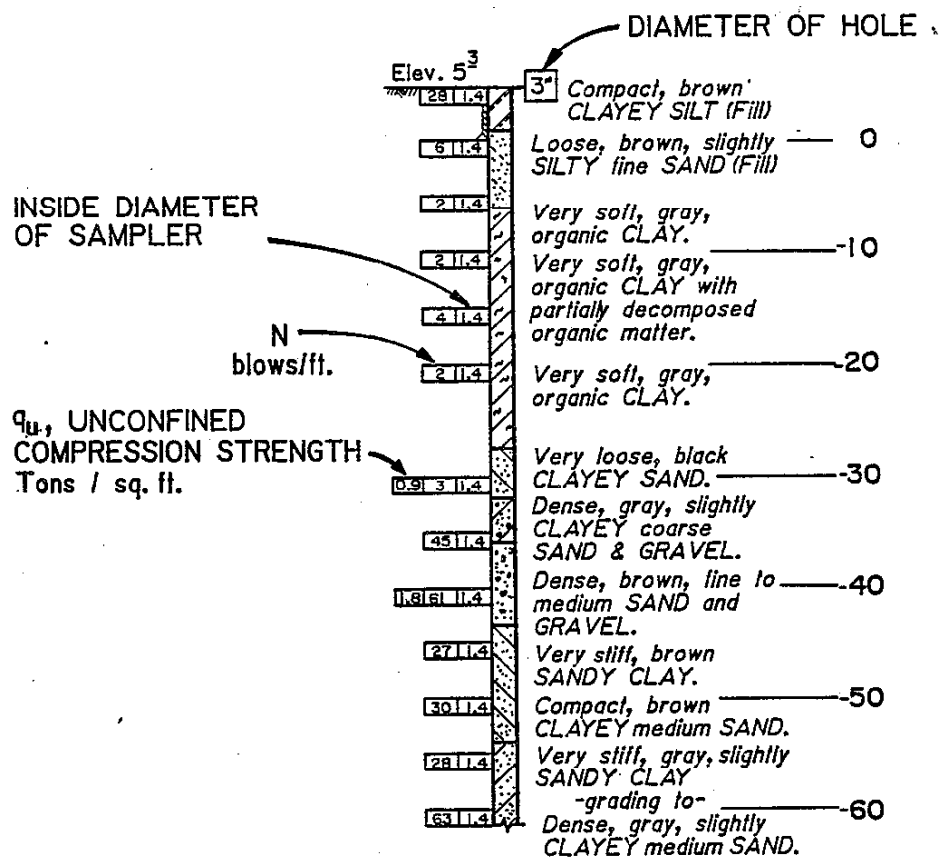 DIAMETER OF HOLE
Elev. 5 3
3"
28 1.4
Compact, brown
CLAYEY SILT (Fill)
0
6 1.4
Loose, brown, slightly
SILTY fine SAND (Fill)
2 1.4
INSIDE DIAMETER
OF SAMPLER
Very soft, gray,
organic CLAY.
-10
2 1.4
Very soft, gray,
organic CLAY with
partially decomposed
organic matter.
4 1.4
N
blows/ft.
2 1.4
-20
Very soft, gray,
organic CLAY.
qu, UNCONFINED
COMPRESSION STRENGTH
Tons / sq. ft.
0.9 3 1.4
Very loose, black
CLAYEY SAND.
-30
Dense, gray, slightly
CLAYEY coarse
SAND & GRAVEL.
45 1.4
Dense, brown, fine to
medium SAND and
GRAVEL.
-40
1.8 61 1.4
27 1.4
Very stiff, brown
SANDY CLAY.
-50
30 1.4
Compact, brown
CLAYEY medium SAND.
28 1.4
Very stiff, gray, slightly
SANDY CLAY
-grading to-
-60
63 1.4
Dense, gray, slightly
CLAYEY medium SAND.